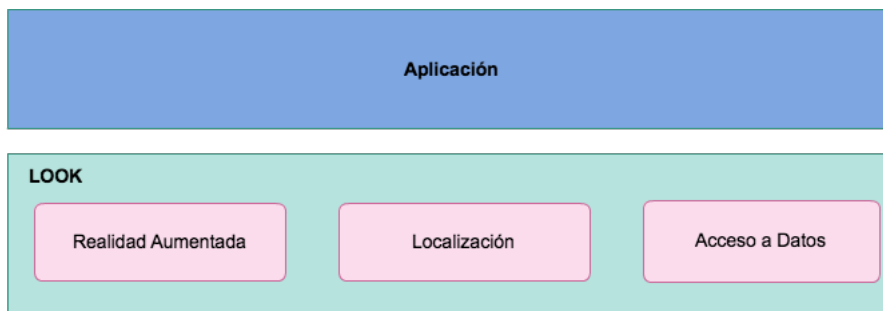 Aplicación
LOOK
Realidad Aumentada
Localización
Acceso a Datos